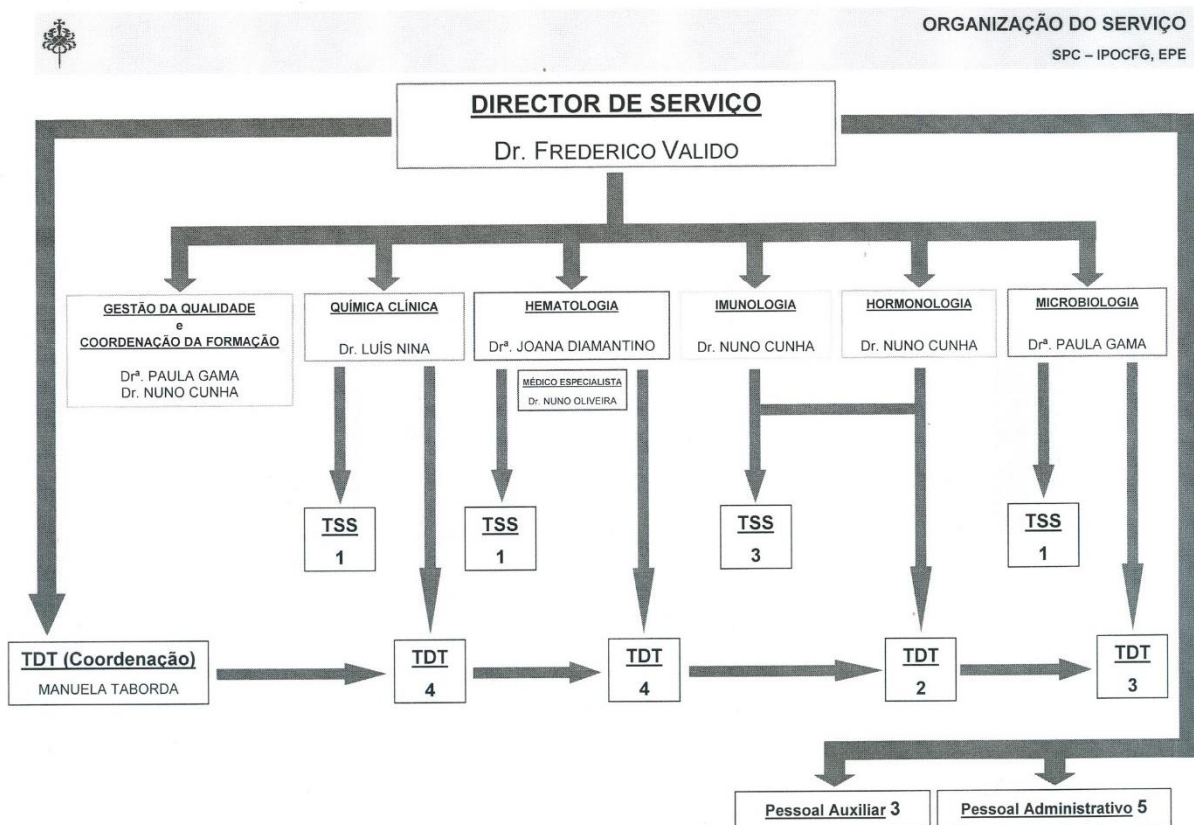 ORGANIZAÇÃO DO SERVIÇO
SPC – IPOCFG, EPE
DIRECTOR DE SERVIÇO
Dr. FREDERICO VALIDO
GESTÃO DA QUALIDADE
e
COORDENAÇÃO DA FORMAÇÃO
Drª. PAULA GAMA
Dr. NUNO CUNHA
QUÍMICA CLÍNICA
Dr. LUÍS NINA
HEMATOLOGIA
Drª. JOANA DIAMANTINO
MÉDICO ESPECIALISTA
Dr. NUNO OLIVEIRA
IMUNOLOGIA
Dr. NUNO CUNHA
HORMONOLOGIA
Dr. NUNO CUNHA
MICROBIOLOGIA
Drª. PAULA GAMA
TSS
1
TSS
1
TSS
3
TSS
1
TDT (Coordenação)
MANUELA TABORDA
TDT
4
TDT
4
TDT
2
TDT
3
Pessoal Auxiliar 3
Pessoal Administrativo 5